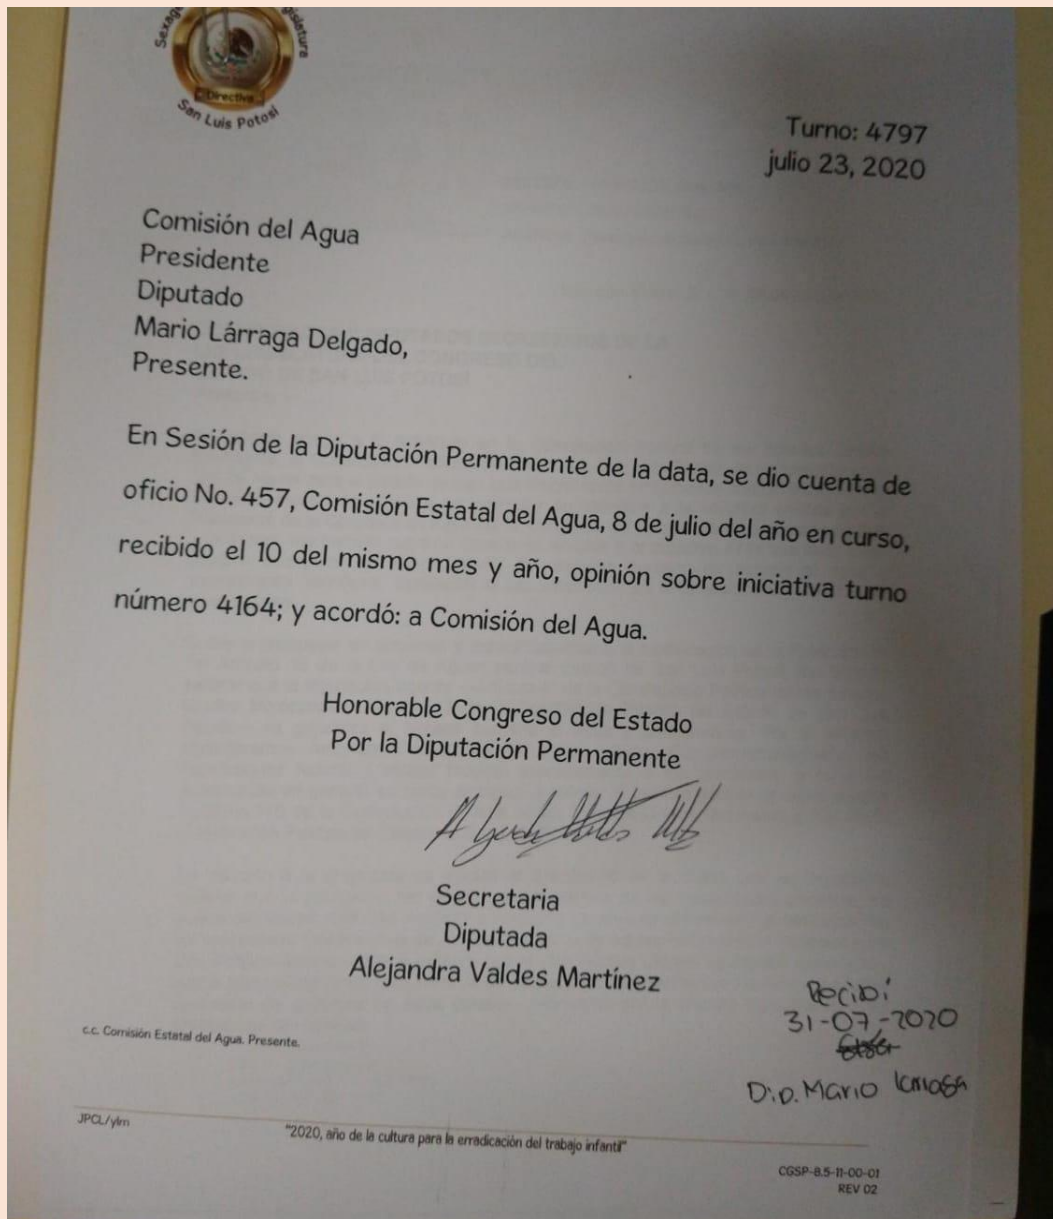 Directiva
San Luis Potosí
Turno: 4797
julio 23, 2020
Comisión del Agua
Presidente
Diputado
Mario Lárraga Delgado,
Presente.
En Sesión de la Diputación Permanente de la data, se dio cuenta de
oficio No. 457, Comisión Estatal del Agua, 8 de julio del año en curso,
recibido el 10 del mismo mes y año, opinión sobre iniciativa turno
número 4164; y acordó: a Comisión del Agua.
Honorable Congreso del Estado
Por la Diputación Permanente
Secretaria
Diputada
Alejandra Valdes Martínez
Recibí
31-07-2020
Dip. Mario
c.c. Comisión Estatal del Agua. Presente.
JPCL/ylm
"2020, año de la cultura para la erradicación del trabajo infantil"
CGSP-8.5-11-00-01
REV 02